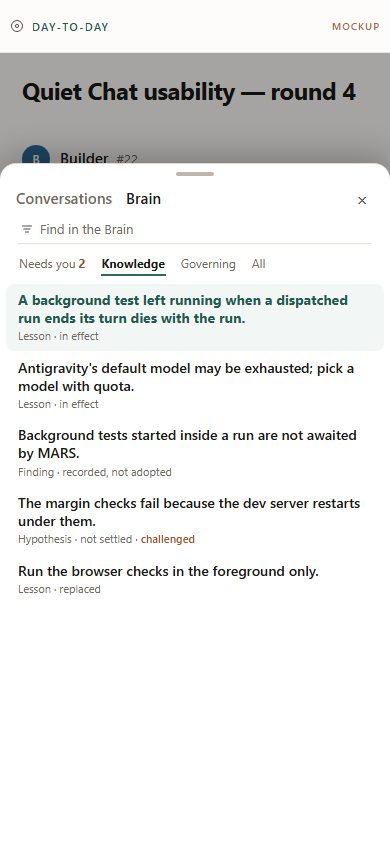 DAY-TO-DAY
MOCKUP
Quiet Chat usability — round 4
B Builder #22
Conversations Brain
×
Find in the Brain
Needs you 2 Knowledge Governing All
A background test left running when a dispatched
run ends its turn dies with the run.
Lesson · in effect
Antigravity's default model may be exhausted; pick a
model with quota.
Lesson · in effect
Background tests started inside a run are not awaited
by MARS.
Finding · recorded, not adopted
The margin checks fail because the dev server restarts
under them.
Hypothesis · not settled · challenged
Run the browser checks in the foreground only.
Lesson · replaced